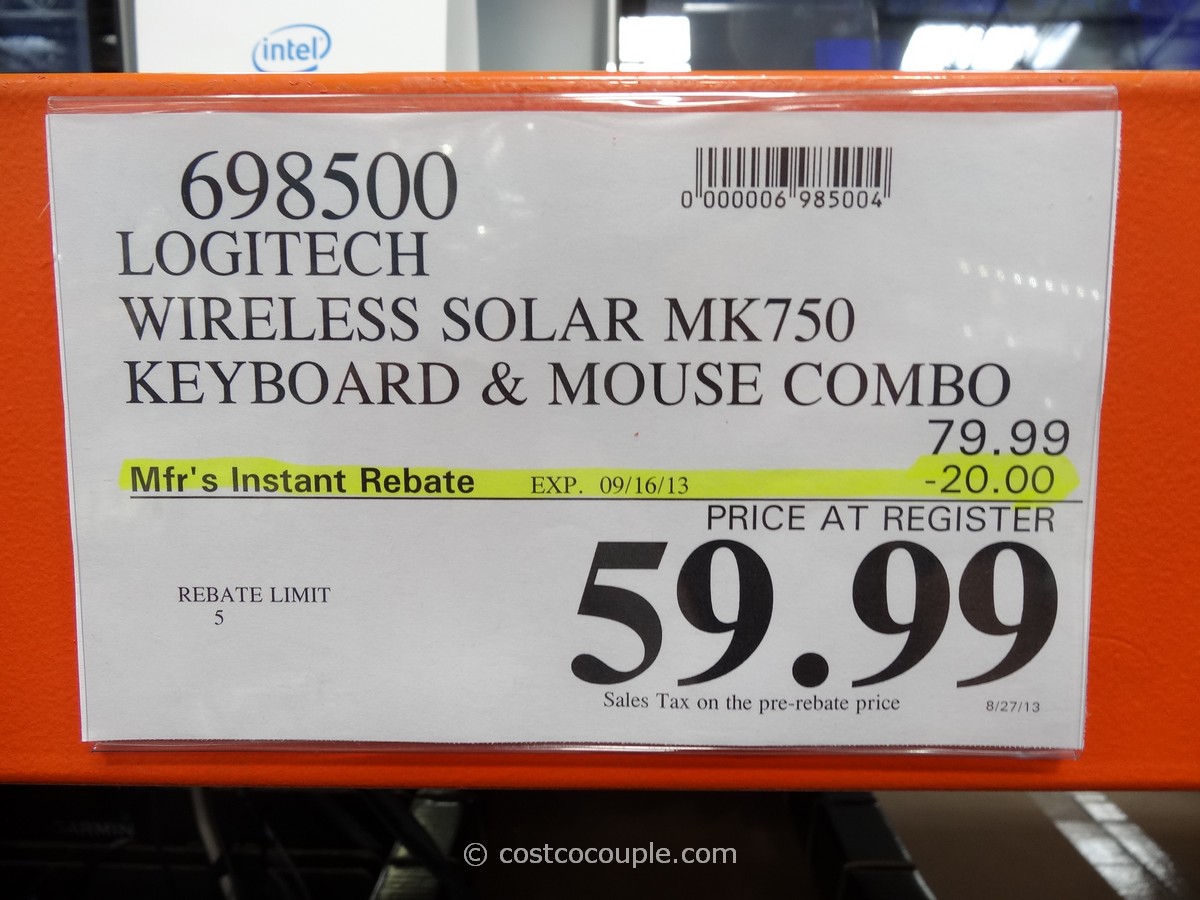 intel
698500
0 000006 985004
LOGITECH
WIRELESS SOLAR MK750
KEYBOARD & MOUSE COMBO
79.99
Mfr's Instant Rebate EXP. 09/16/13 -20.00
PRICE AT REGISTER
59.99
REBATE LIMIT
5
Sales Tax on the pre-rebate price 8/27/13
GARMIN
© costcocouple.com